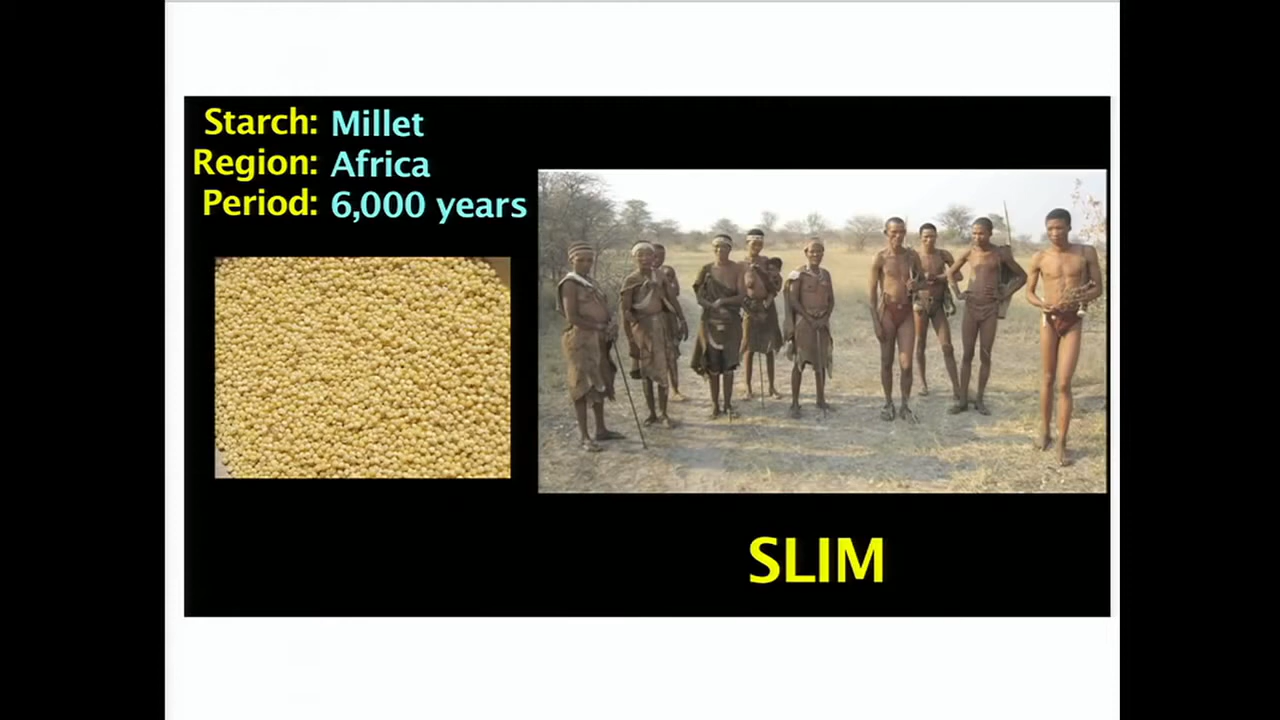 Starch: Millet
Region: Africa
Period: 6,000 years
SLIM